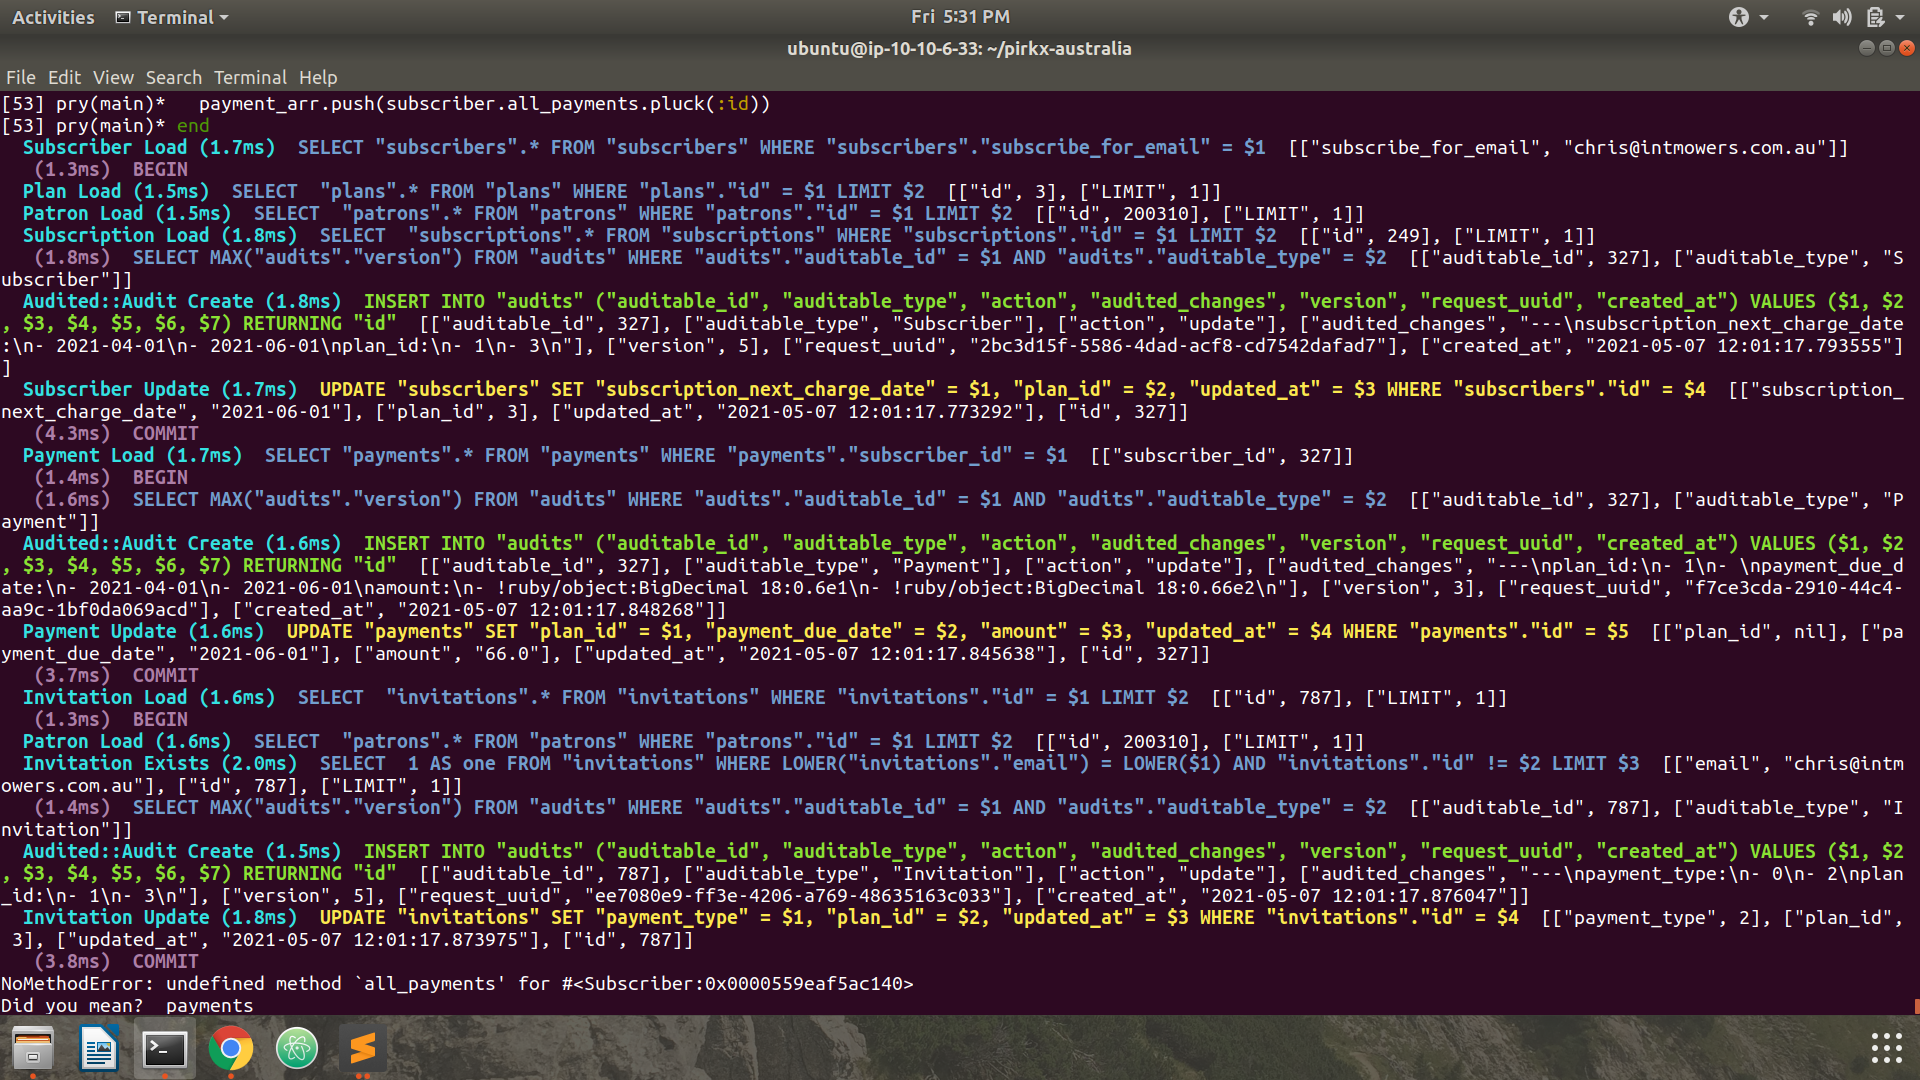 Activities Terminal Fri 5:31 PM
ubuntu@ip-10-10-6-33: ~/pirkx-australia
File Edit View Search Terminal Help
[53] pry(main)*   payment_arr.push(subscriber.all_payments.pluck(:id))
[53] pry(main)* end
  Subscriber Load (1.7ms)  SELECT "subscribers".* FROM "subscribers" WHERE "subscribers"."subscribe_for_email" = $1  [["subscribe_for_email", "chris@intmowers.com.au"]]
   (1.3ms)  BEGIN
  Plan Load (1.5ms)  SELECT  "plans".* FROM "plans" WHERE "plans"."id" = $1 LIMIT $2  [["id", 3], ["LIMIT", 1]]
  Patron Load (1.5ms)  SELECT  "patrons".* FROM "patrons" WHERE "patrons"."id" = $1 LIMIT $2  [["id", 200310], ["LIMIT", 1]]
  Subscription Load (1.8ms)  SELECT  "subscriptions".* FROM "subscriptions" WHERE "subscriptions"."id" = $1 LIMIT $2  [["id", 249], ["LIMIT", 1]]
   (1.8ms)  SELECT MAX("audits"."version") FROM "audits" WHERE "audits"."auditable_id" = $1 AND "audits"."auditable_type" = $2  [["auditable_id", 327], ["auditable_type", "S
ubscriber"]]
  Audited::Audit Create (1.8ms)  INSERT INTO "audits" ("auditable_id", "auditable_type", "action", "audited_changes", "version", "request_uuid", "created_at") VALUES ($1, $2
, $3, $4, $5, $6, $7) RETURNING "id"  [["auditable_id", 327], ["auditable_type", "Subscriber"], ["action", "update"], ["audited_changes", "---\nsubscription_next_charge_date
:\n- 2021-04-01\n- 2021-06-01\nplan_id:\n- 1\n- 3\n"], ["version", 5], ["request_uuid", "2bc3d15f-5586-4dad-acf8-cd7542dafad7"], ["created_at", "2021-05-07 12:01:17.793555"]
]
  Subscriber Update (1.7ms)  UPDATE "subscribers" SET "subscription_next_charge_date" = $1, "plan_id" = $2, "updated_at" = $3 WHERE "subscribers"."id" = $4  [["subscription_
next_charge_date", "2021-06-01"], ["plan_id", 3], ["updated_at", "2021-05-07 12:01:17.773292"], ["id", 327]]
   (4.3ms)  COMMIT
  Payment Load (1.7ms)  SELECT "payments".* FROM "payments" WHERE "payments"."subscriber_id" = $1  [["subscriber_id", 327]]
   (1.4ms)  BEGIN
   (1.6ms)  SELECT MAX("audits"."version") FROM "audits" WHERE "audits"."auditable_id" = $1 AND "audits"."auditable_type" = $2  [["auditable_id", 327], ["auditable_type", "P
ayment"]]
  Audited::Audit Create (1.6ms)  INSERT INTO "audits" ("auditable_id", "auditable_type", "action", "audited_changes", "version", "request_uuid", "created_at") VALUES ($1, $2
, $3, $4, $5, $6, $7) RETURNING "id"  [["auditable_id", 327], ["auditable_type", "Payment"], ["action", "update"], ["audited_changes", "---\nplan_id:\n- 1\n- \npayment_due_d
ate:\n- 2021-04-01\n- 2021-06-01\namount:\n- !ruby/object:BigDecimal 18:0.6e1\n- !ruby/object:BigDecimal 18:0.66e2\n"], ["version", 3], ["request_uuid", "f7ce3cda-2910-44c4-
aa9c-1bf0da069acd"], ["created_at", "2021-05-07 12:01:17.848268"]]
  Payment Update (1.6ms)  UPDATE "payments" SET "plan_id" = $1, "payment_due_date" = $2, "amount" = $3, "updated_at" = $4 WHERE "payments"."id" = $5  [["plan_id", nil], ["pa
yment_due_date", "2021-06-01"], ["amount", "66.0"], ["updated_at", "2021-05-07 12:01:17.845638"], ["id", 327]]
   (3.7ms)  COMMIT
  Invitation Load (1.6ms)  SELECT  "invitations".* FROM "invitations" WHERE "invitations"."id" = $1 LIMIT $2  [["id", 787], ["LIMIT", 1]]
   (1.3ms)  BEGIN
  Patron Load (1.6ms)  SELECT  "patrons".* FROM "patrons" WHERE "patrons"."id" = $1 LIMIT $2  [["id", 200310], ["LIMIT", 1]]
  Invitation Exists (2.0ms)  SELECT  1 AS one FROM "invitations" WHERE LOWER("invitations"."email") = LOWER($1) AND "invitations"."id" != $2 LIMIT $3  [["email", "chris@intm
owers.com.au"], ["id", 787], ["LIMIT", 1]]
   (1.4ms)  SELECT MAX("audits"."version") FROM "audits" WHERE "audits"."auditable_id" = $1 AND "audits"."auditable_type" = $2  [["auditable_id", 787], ["auditable_type", "I
nvitation"]]
  Audited::Audit Create (1.5ms)  INSERT INTO "audits" ("auditable_id", "auditable_type", "action", "audited_changes", "version", "request_uuid", "created_at") VALUES ($1, $2
, $3, $4, $5, $6, $7) RETURNING "id"  [["auditable_id", 787], ["auditable_type", "Invitation"], ["action", "update"], ["audited_changes", "---\npayment_type:\n- 0\n- 2\nplan
_id:\n- 1\n- 3\n"], ["version", 5], ["request_uuid", "ee7080e9-ff3e-4206-a769-48635163c033"], ["created_at", "2021-05-07 12:01:17.876047"]]
  Invitation Update (1.8ms)  UPDATE "invitations" SET "payment_type" = $1, "plan_id" = $2, "updated_at" = $3 WHERE "invitations"."id" = $4  [["payment_type", 2], ["plan_id",
 3], ["updated_at", "2021-05-07 12:01:17.873975"], ["id", 787]]
   (3.8ms)  COMMIT
NoMethodError: undefined method `all_payments' for #<Subscriber:0x0000559eaf5ac140>
Did you mean?  payments